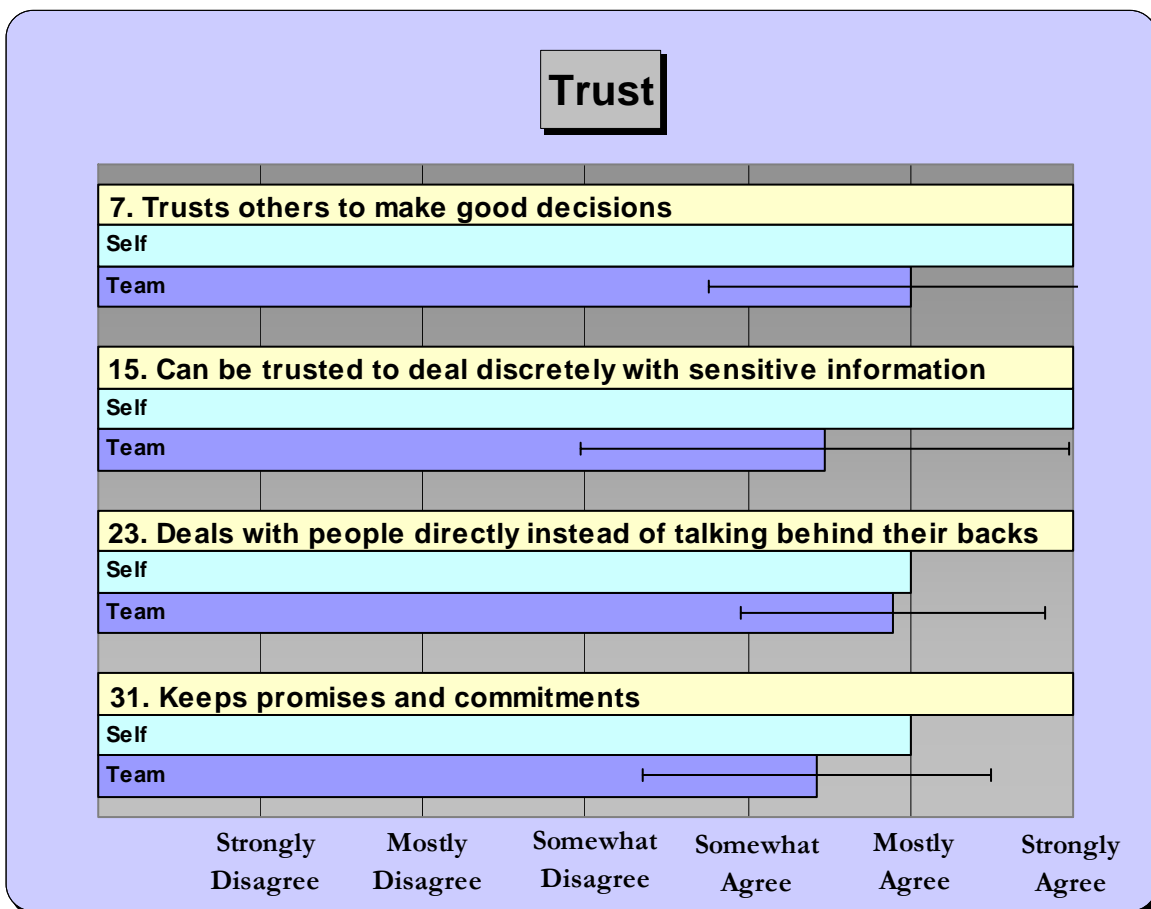 Trust
7. Trusts others to make good decisions
Self
Team
15. Can be trusted to deal discretely with sensitive information
Self
Team
23. Deals with people directly instead of talking behind their backs
Self
Team
31. Keeps promises and commitments
Self
Team
Strongly Disagree
Mostly Disagree
Somewhat Disagree
Somewhat Agree
Mostly Agree
Strongly Agree